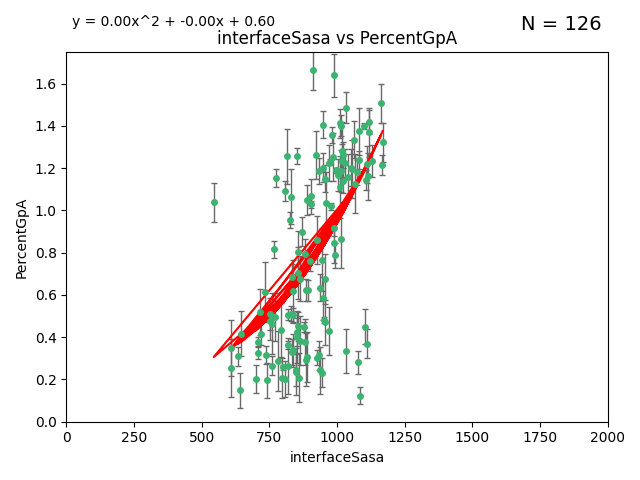 y = 0.00x^2 + -0.00x + 0.60
N = 126
interfaceSasa vs PercentGpA
PercentGpA
1.6
1.4
1.2
1.0
0.8
0.6
0.4
0.2
0.0
0 250 500 750 1000 1250 1500 1750 2000
interfaceSasa